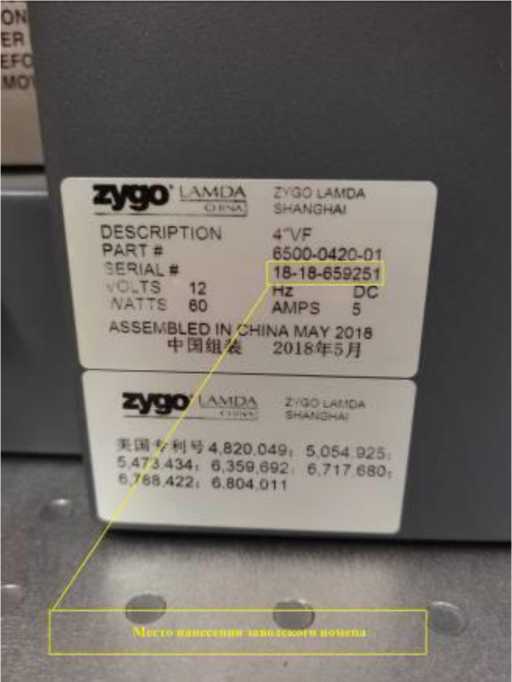 ON
ER
EFO
MOV
zygo LAMDA ZYGO LAMDA
CHINA SHANGHAI
DESCRIPTION 4"VF
PART # 6500-0420-01
SERIAL # 18-18-659251
VOLTS 12 Hz DC
WATTS 60 AMPS 5
ASSEMBLED IN CHINA MAY 2018
中国组装 2018年5月
zygo LAMDA ZYGO LAMDA
CHINA SHANGHAI
美国专利号 4,820,049; 5,054,925;
5,473,434; 6,359,692; 6,717,680;
6,788,422; 6,804,011
Место нанесения заводского номера